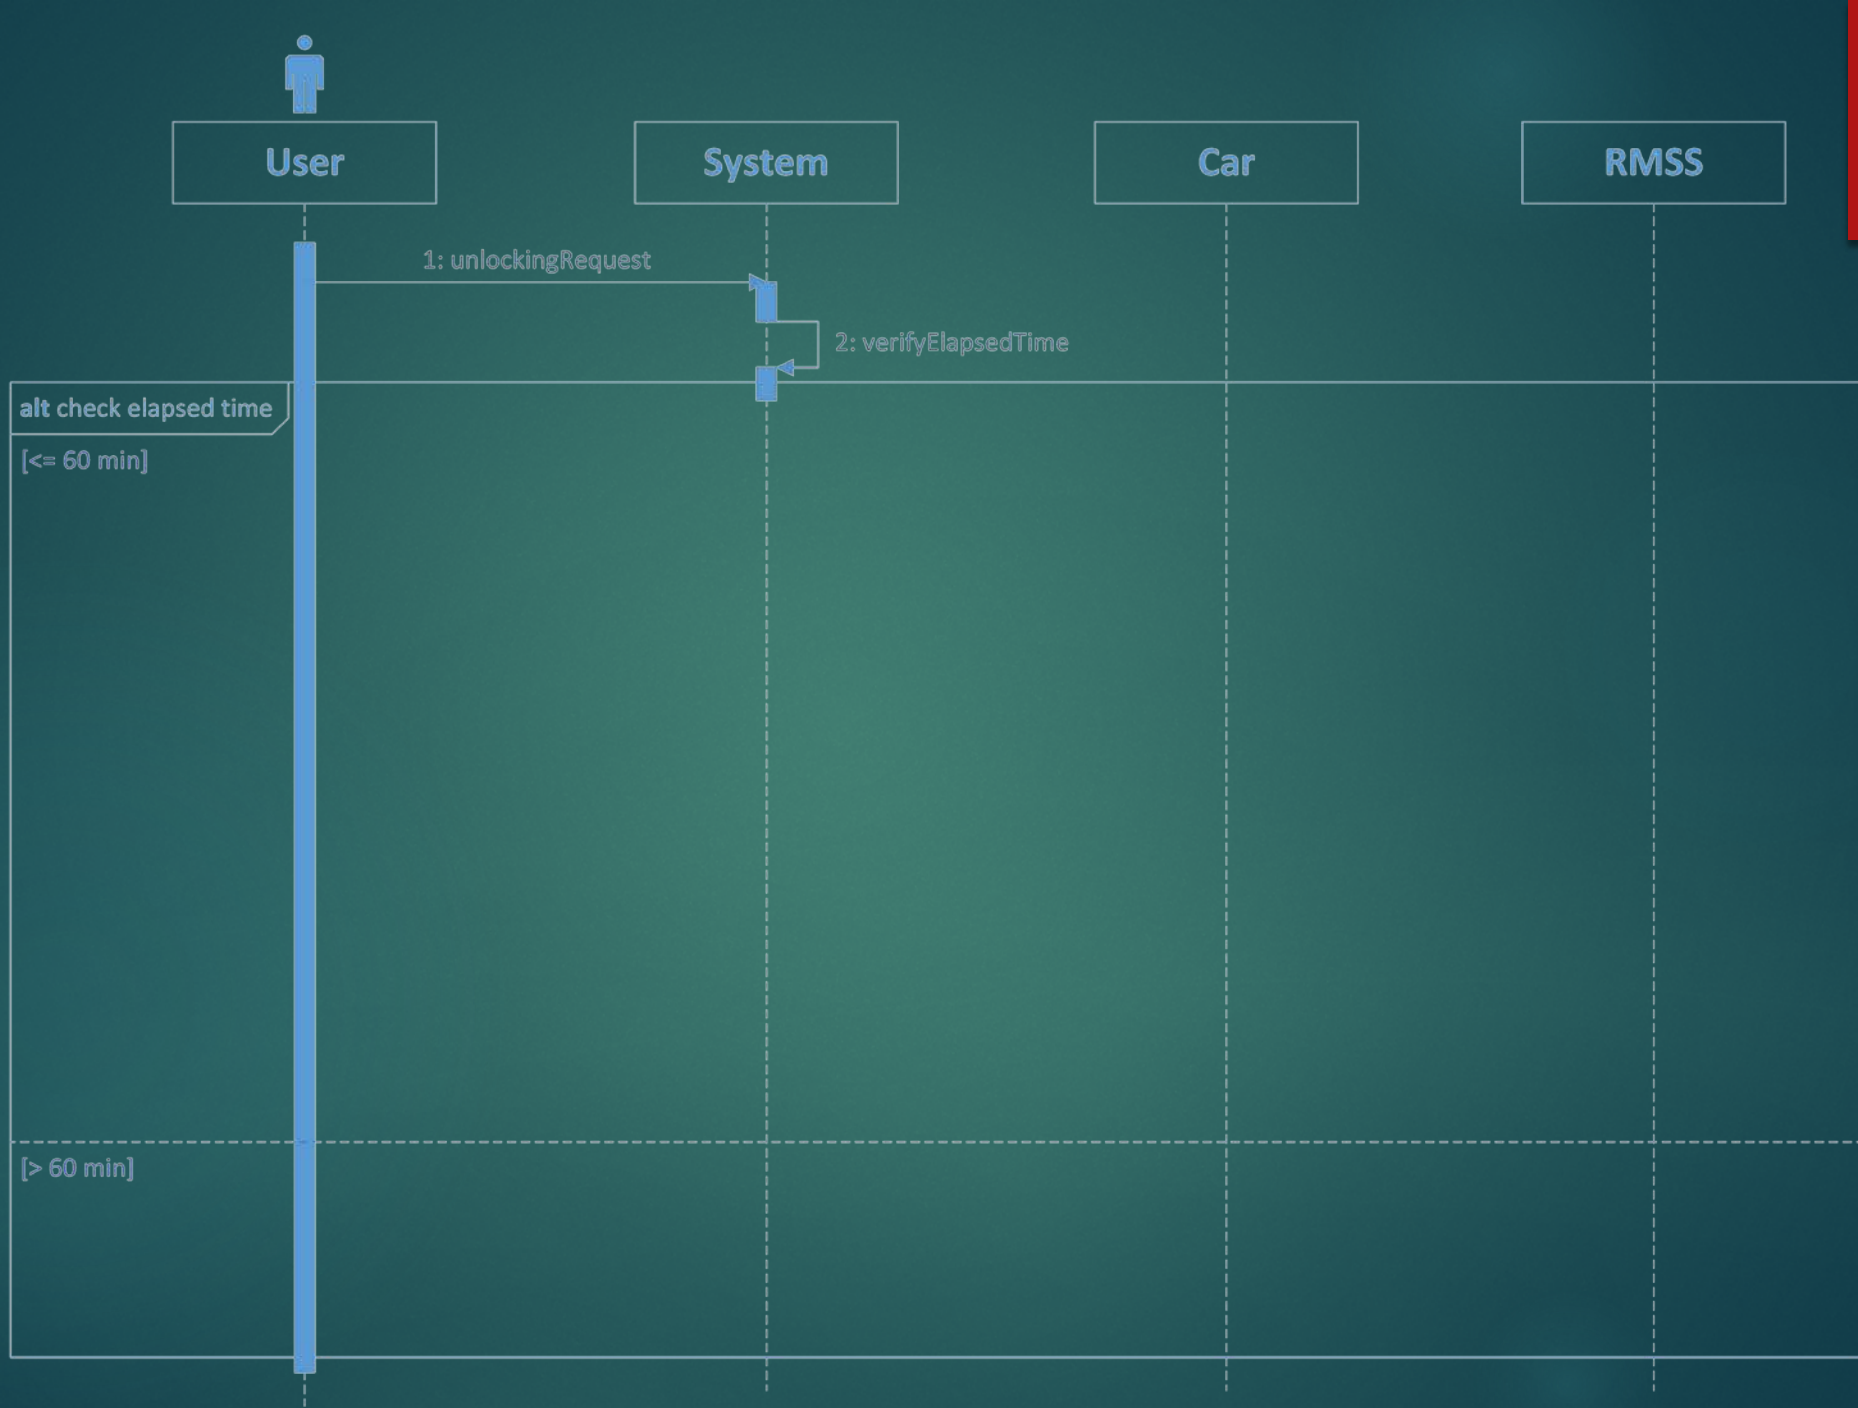 User
System
Car
RMSS
1: unlockingRequest
2: verifyElapsedTime
alt check elapsed time
[<= 60 min]
[> 60 min]